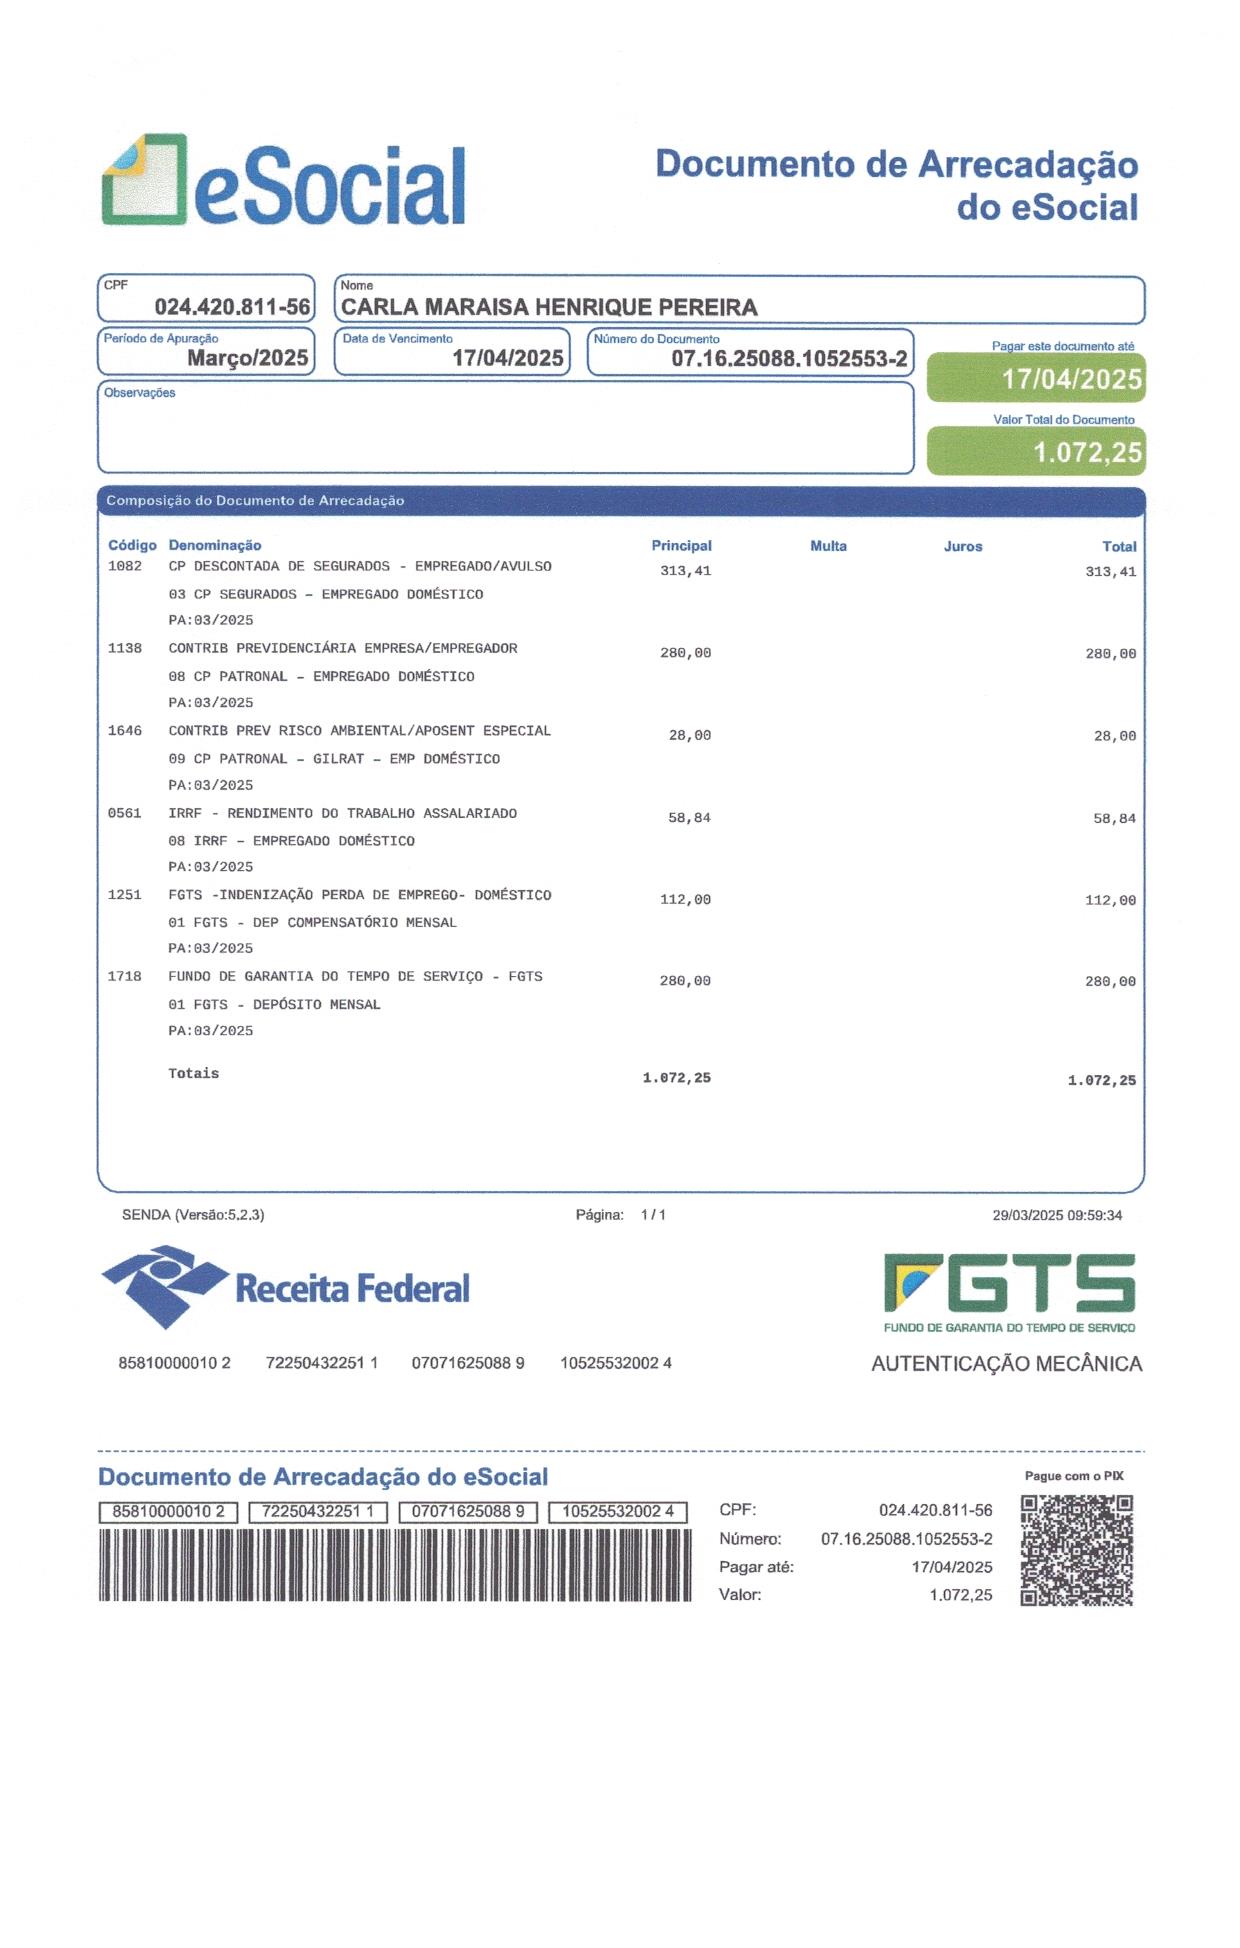 eSocial
Documento de Arrecadação
do eSocial
CPF
024.420.811-56
Nome
CARLA MARAISA HENRIQUE PEREIRA
Período de Apuração
Março/2025
Data de Vencimento
17/04/2025
Número do Documento
07.16.25088.1052553-2
Pagar este documento até
17/04/2025
Observações
Valor Total do Documento
1.072,25
Composição do Documento de Arrecadação
Código Denominação Principal Multa Juros Total
1082 CP DESCONTADA DE SEGURADOS - EMPREGADO/AVULSO 313,41 313,41
03 CP SEGURADOS – EMPREGADO DOMÉSTICO
PA:03/2025
1138 CONTRIB PREVIDENCIÁRIA EMPRESA/EMPREGADOR 280,00 280,00
08 CP PATRONAL – EMPREGADO DOMÉSTICO
PA:03/2025
1646 CONTRIB PREV RISCO AMBIENTAL/APOSENT ESPECIAL 28,00 28,00
09 CP PATRONAL – GILRAT – EMP DOMÉSTICO
PA:03/2025
0561 IRRF - RENDIMENTO DO TRABALHO ASSALARIADO 58,84 58,84
08 IRRF – EMPREGADO DOMÉSTICO
PA:03/2025
1251 FGTS -INDENIZAÇÃO PERDA DE EMPREGO- DOMÉSTICO 112,00 112,00
01 FGTS - DEP COMPENSATÓRIO MENSAL
PA:03/2025
1718 FUNDO DE GARANTIA DO TEMPO DE SERVIÇO - FGTS 280,00 280,00
01 FGTS - DEPÓSITO MENSAL
PA:03/2025
Totais 1.072,25 1.072,25
SENDA (Versão:5.2.3) Página: 1 / 1 29/03/2025 09:59:34
Receita Federal
FGTS
FUNDO DE GARANTIA DO TEMPO DE SERVIÇO
85810000010 2 72250432251 1 07071625088 9 10525532002 4 AUTENTICAÇÃO MECÂNICA
Documento de Arrecadação do eSocial
Pague com o PIX
85810000010 2 72250432251 1 07071625088 9 10525532002 4
CPF: 024.420.811-56
Número: 07.16.25088.1052553-2
Pagar até: 17/04/2025
Valor: 1.072,25